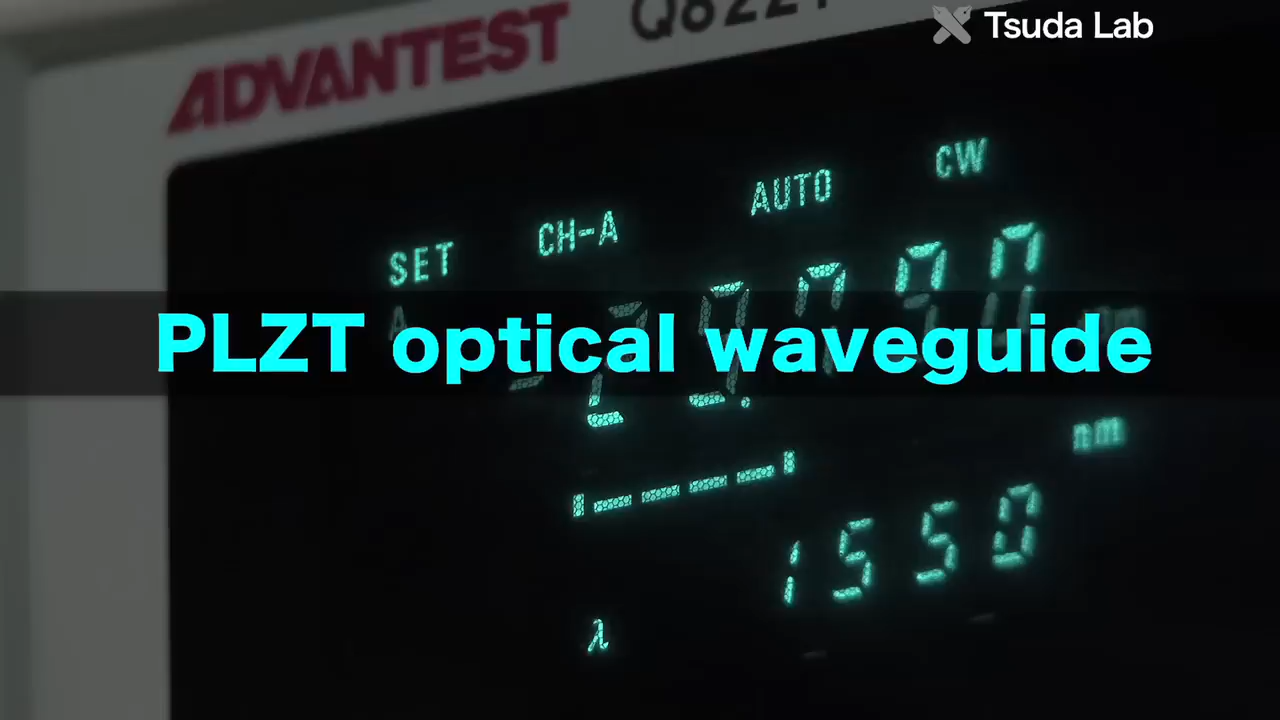 ADVANTEST
Tsuda Lab
CW
AUTO
CH-A
SET
PLZT optical waveguide
nm
1550
λ